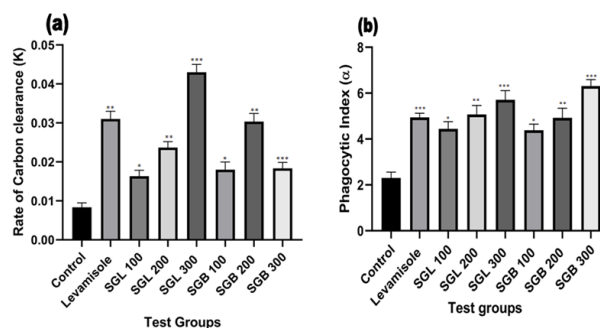 (a)
Rate of Carbon clearance (K)
0.05
0.04
0.03
0.02
0.01
0.00
**
*
**
***
*
**
***
Control
Levamisole
SGL 100
SGL 200
SGL 300
SGB 100
SGB 200
SGB 300
Test Groups
(b)
Phagocytic Index (α)
8
6
4
2
0
***
*
**
***
*
**
***
Control
Levamisole
SGL 100
SGL 200
SGL 300
SGB 100
SGB 200
SGB 300
Test groups